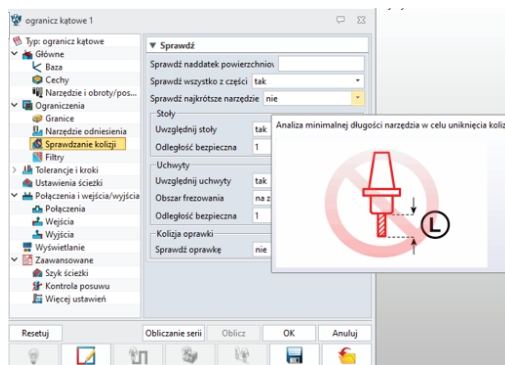 ogranicz kątowe 1
Typ: ogranicz kątowe
Główne
Baza
Cechy
Narzędzie i obroty/pos...
Ograniczenia
Granice
Narzędzie odniesienia
Sprawdzanie kolizji
Filtry
Tolerancje i kroki
Ustawienia ścieżki
Połączenia i wejścia/wyjścia
Połączenia
Wejścia
Wyjścia
Wyświetlanie
Zaawansowane
Szyk ścieżki
Kontrola posuwu
Więcej ustawień
Sprawdź
Sprawdź naddatek powierzchniov
Sprawdź wszystko z części tak
Sprawdź najkrótsze narzędzie nie
Stoły
Uwzględnij stoły tak
Odległość bezpieczna 1
Uchwyty
Uwzględnij uchwyty tak
Obszar frezowania na z
Odległość bezpieczna 1
Kolizja oprawki
Sprawdź oprawkę nie
Analiza minimalnej długości narzędzia w celu uniknięcia koliz
L
Resetuj Obliczanie serii Oblicz OK Anuluj